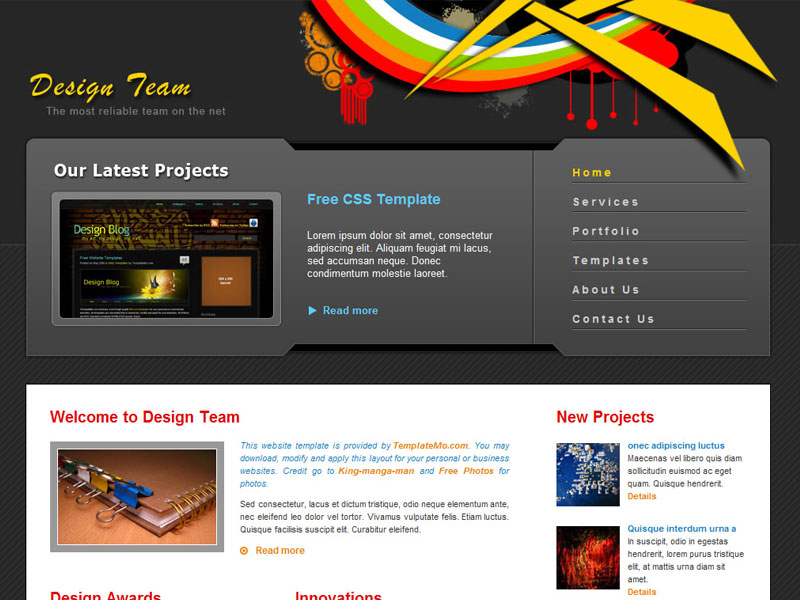 Design Team
The most reliable team on the net
Our Latest Projects
Design Blog
Free Website Templates
Design Blog
Free CSS Template
Lorem ipsum dolor sit amet, consectetur
adipiscing elit. Aliquam feugiat mi lacus,
sed accumsan neque. Donec
condimentum molestie laoreet.
Read more
Home
Services
Portfolio
Templates
About Us
Contact Us
Welcome to Design Team
This website template is provided by TemplateMo.com. You may
download, modify and apply this layout for your personal or business
websites. Credit go to King-manga-man and Free Photos for
photos.
Sed consectetur, lacus et dictum tristique, odio neque elementum ante,
nec eleifend leo dolor vel tortor. Vivamus vulputate felis. Etiam luctus.
Quisque facilisis suscipit elit. Curabitur eleifend.
Read more
New Projects
onec adipiscing luctus
Maecenas vel libero quis diam
sollicitudin euismod ac eget
quam. Quisque hendrerit.
Details
Quisque interdum urna a
In suscipit, odio in egestas
hendrerit, lorem purus tristique
elit, at mattis urna diam sit
amet.
Details
Design Awards
Innovations